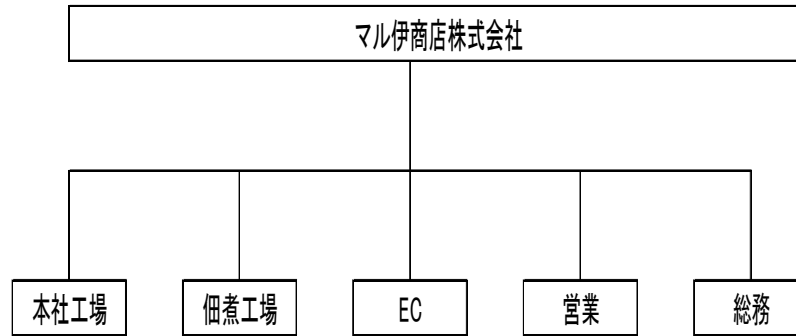 マル伊商店株式会社
本社工場
佃煮工場
EC
営業
総務